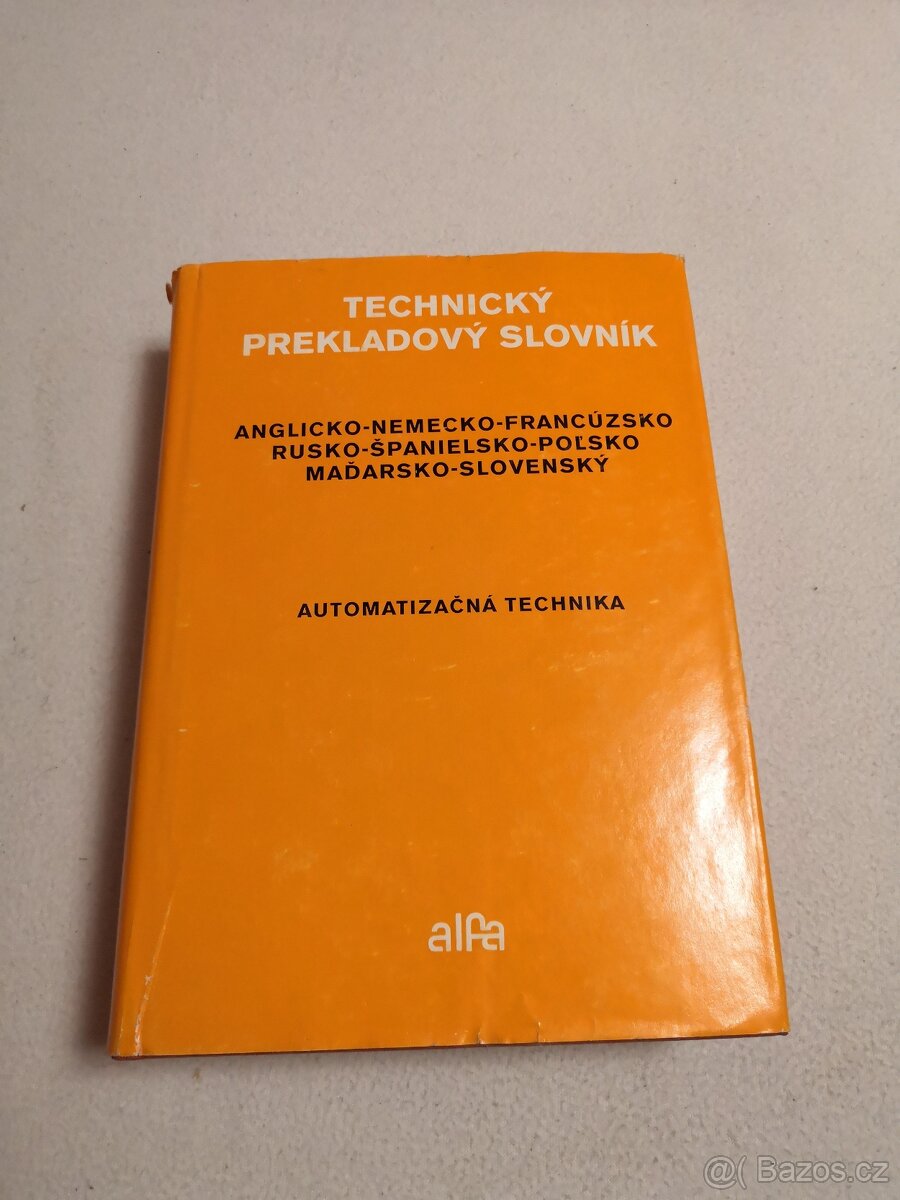 TECHNICKÝ
PREKLADOVÝ SLOVNÍK
ANGLICKO-NEMECKO-FRANCÚZSKO
RUSKO-ŠPANIELSKO-POĽSKO
MAĎARSKO-SLOVENSKÝ
AUTOMATIZAČNÁ TECHNIKA
alfa
@( Bazos.cz